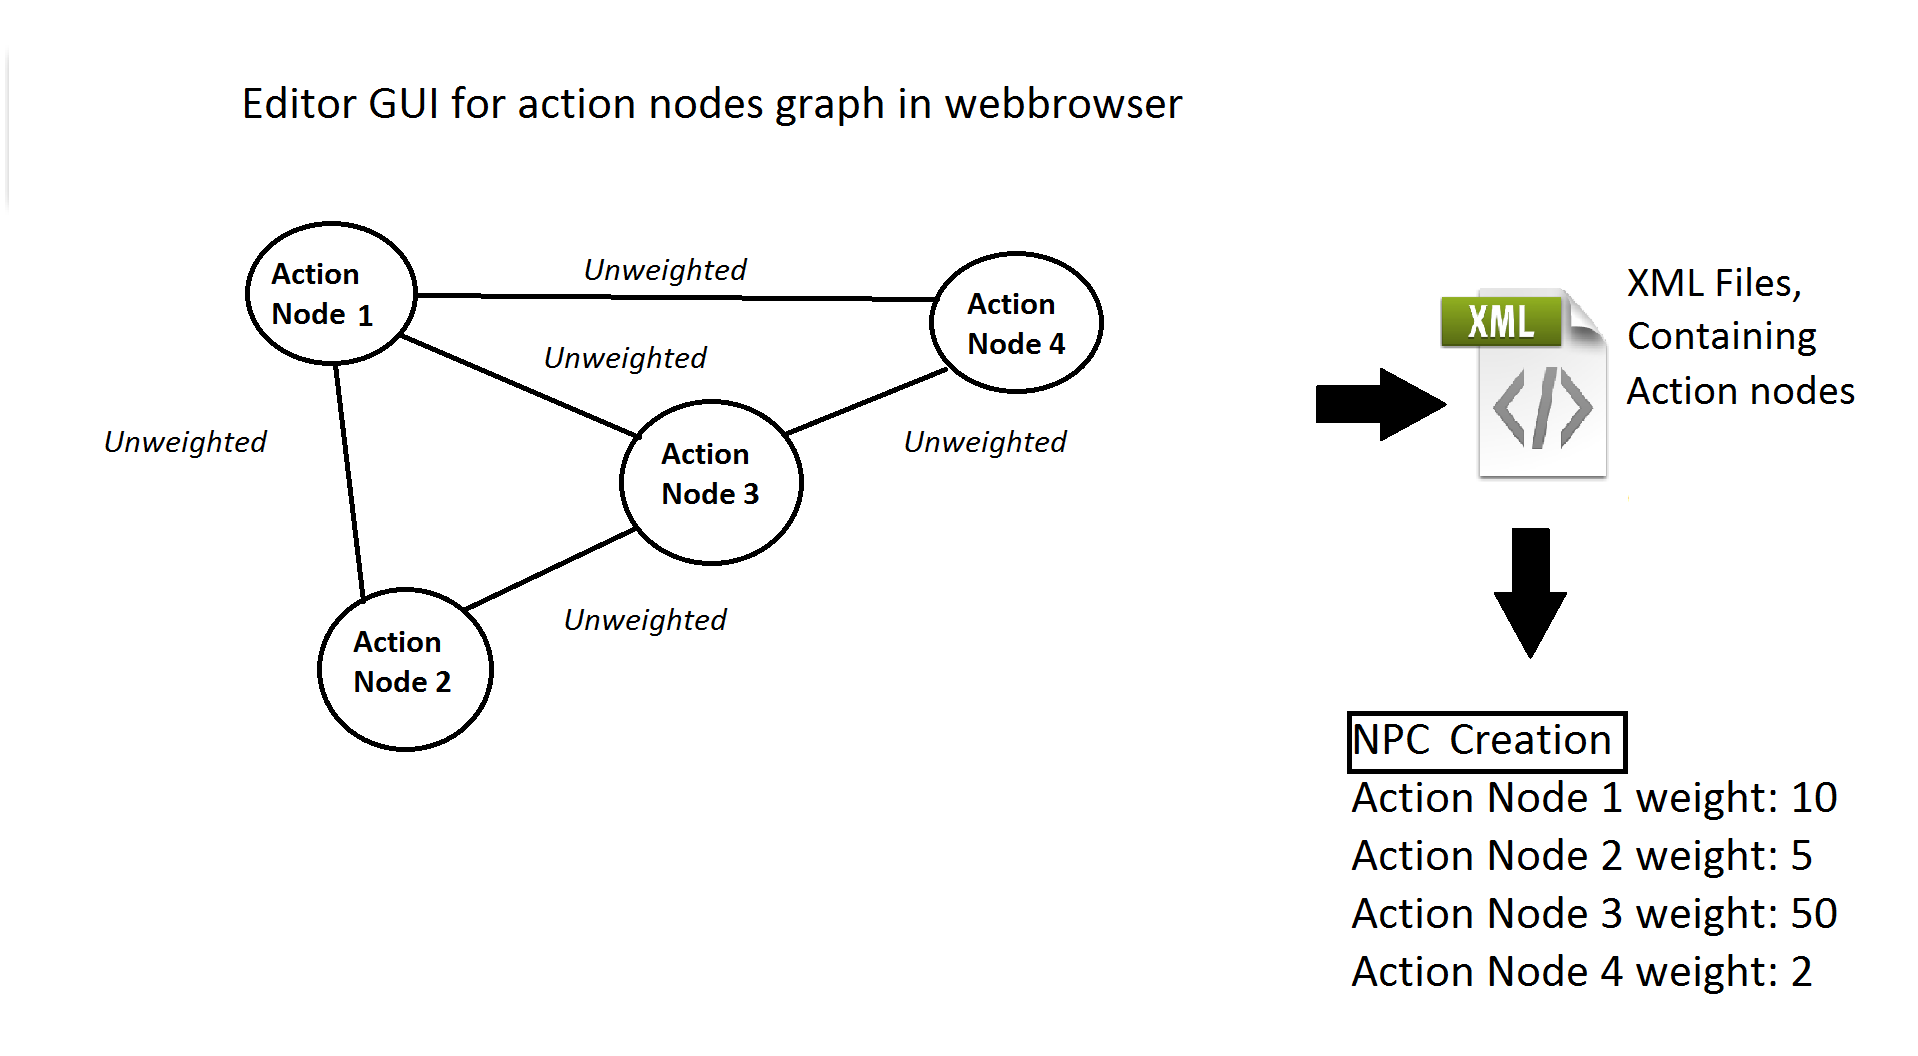 Editor GUI for action nodes graph in webbrowser
Action
Node 1
Unweighted
Action
Node 4
Unweighted
Unweighted
Action
Node 3
Unweighted
Unweighted
Action
Node 2
XML
</>
XML Files,
Containing
Action nodes
NPC Creation
Action Node 1 weight: 10
Action Node 2 weight: 5
Action Node 3 weight: 50
Action Node 4 weight: 2